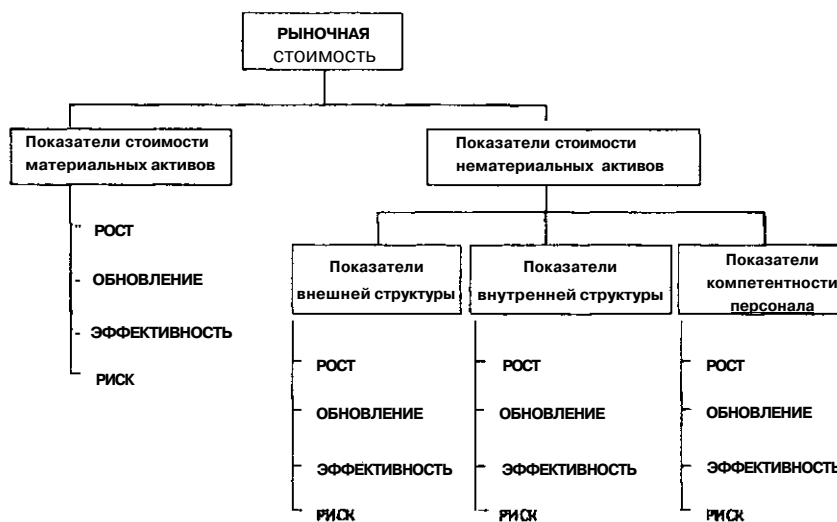 РЫНОЧНАЯ
СТОИМОСТЬ
Показатели стоимости
материальных активов
РОСТ
ОБНОВЛЕНИЕ
ЭФФЕКТИВНОСТЬ
РИСК
Показатели стоимости
нематериальных активов
Показатели
внешней структуры
РОСТ
ОБНОВЛЕНИЕ
ЭФФЕКТИВНОСТЬ
РИСК
Показатели
внутренней структуры
РОСТ
ОБНОВЛЕНИЕ
ЭФФЕКТИВНОСТЬ
РИСК
Показатели
компетентности
персонала
РОСТ
ОБНОВЛЕНИЕ
ЭФФЕКТИВНОСТЬ
РИСК